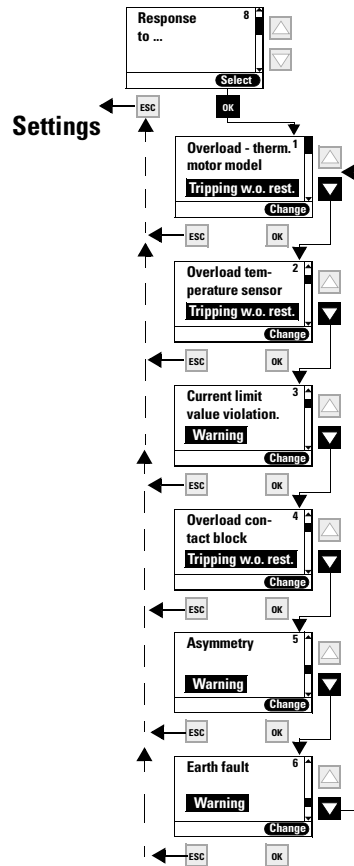 Response 8
to ...
Select
ESC OK
Settings
Overload - therm. 1
motor model
Tripping w.o. rest.
Change
ESC OK
Overload tem- 2
perature sensor
Tripping w.o. rest.
Change
ESC OK
Current limit 3
value violation.
Warning
Change
ESC OK
Overload con- 4
tact block
Tripping w.o. rest.
Change
ESC OK
Asymmetry 5
Warning
Change
ESC OK
Earth fault 6
Warning
Change
ESC OK